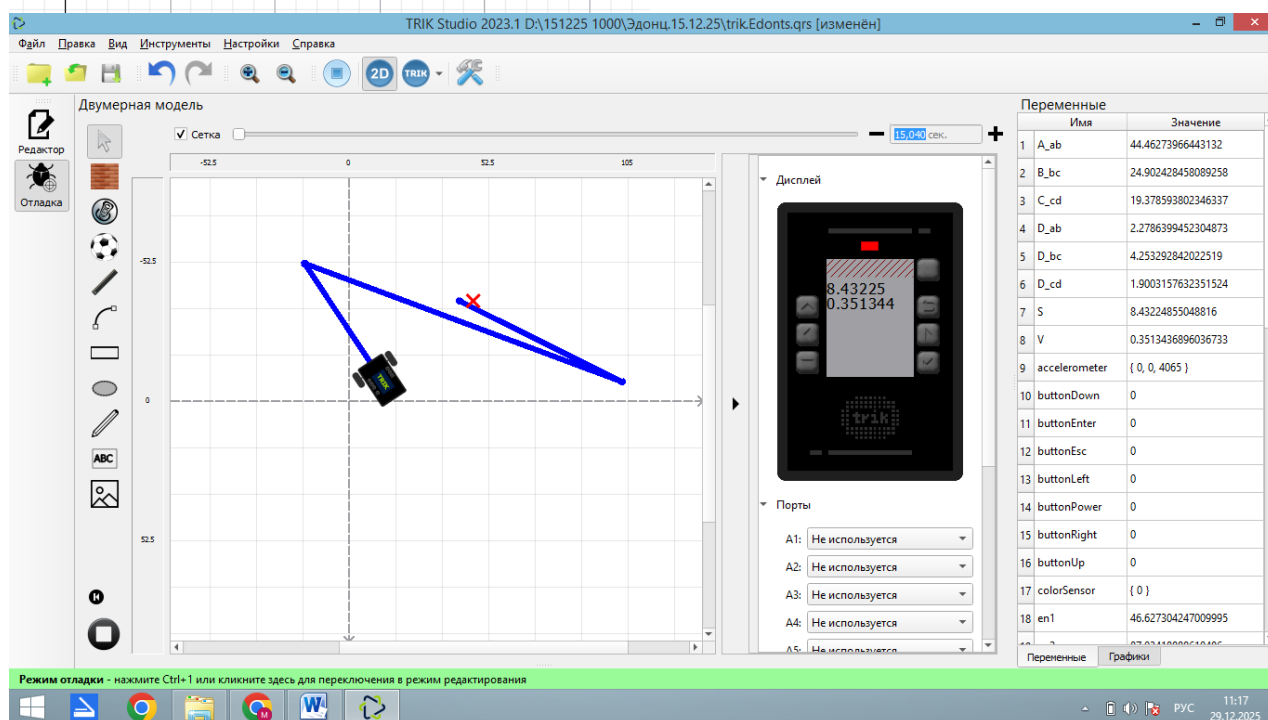 TRIK Studio 2023.1 D:\151225 1000\Эдонц.15.12.25\trik.Edonts.qrs [изменён]
Файл Правка Вид Инструменты Настройки Справка
2D TRIK
Редактор
Отладка
Двумерная модель
Сетка
15,040 сек.
-52.5 0 52.5 105
-52.5
0
52.5
ABC
TRIK
Дисплей
8.43225
0.351344
trik
Порты
A1: Не используется
A2: Не используется
A3: Не используется
A4: Не используется
A5: Не используется
Переменные
Имя Значение
1 A_ab 44.46273966443132
2 B_bc 24.902428458089258
3 C_cd 19.378593802346337
4 D_ab 2.2786399452304873
5 D_bc 4.253292842022519
6 D_cd 1.9003157632351524
7 S 8.43224855048816
8 V 0.3513436896036733
9 accelerometer { 0, 0, 4065 }
10 buttonDown 0
11 buttonEnter 0
12 buttonEsc 0
13 buttonLeft 0
14 buttonPower 0
15 buttonRight 0
16 buttonUp 0
17 colorSensor { 0 }
18 en1 46.627304247009995
Переменные Графики
Режим отладки - нажмите Ctrl+1 или кликните здесь для переключения в режим редактирования
РУС
11:17
29.12.2025